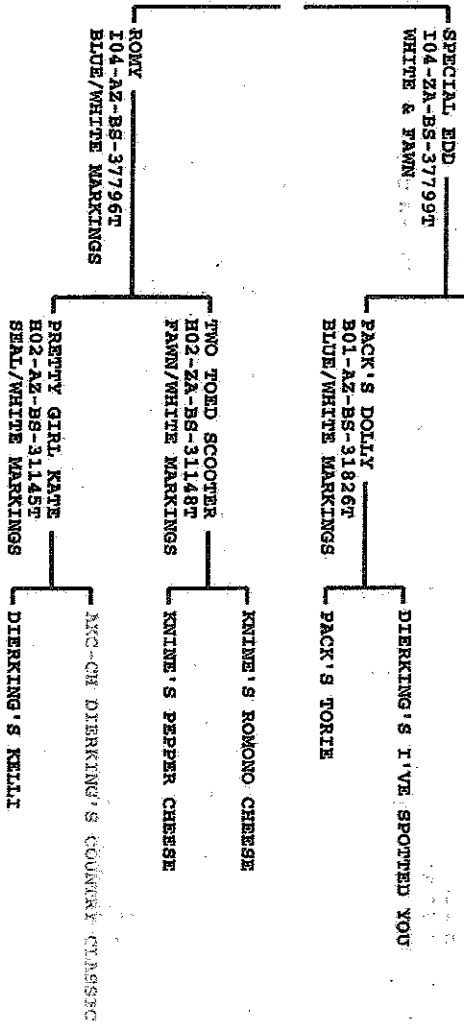 SPECIAL EDD
I04-ZA-BS-37799T
WHITE & FAWN
PACK'S DOLLY
B01-AZ-BS-31826T
BLUE/WHITE MARKINGS
DIERKING'S I'VE SPOTTED YOU
PACK'S TORIE
ROMY
I04-AZ-BS-37796T
BLUE/WHITE MARKINGS
TWO TOED SCOOTER
H02-ZA-BS-31148T
FAWN/WHITE MARKINGS
KNINE'S ROMONO CHEESE
KNINE'S PEPPER CHEESE
PRETTY GIRL KATE
H02-AZ-BS-31145T
SEAL/WHITE MARKINGS
AKC-CH DIERKING'S COUNTRY CLASSIC
DIERKING'S KELLI